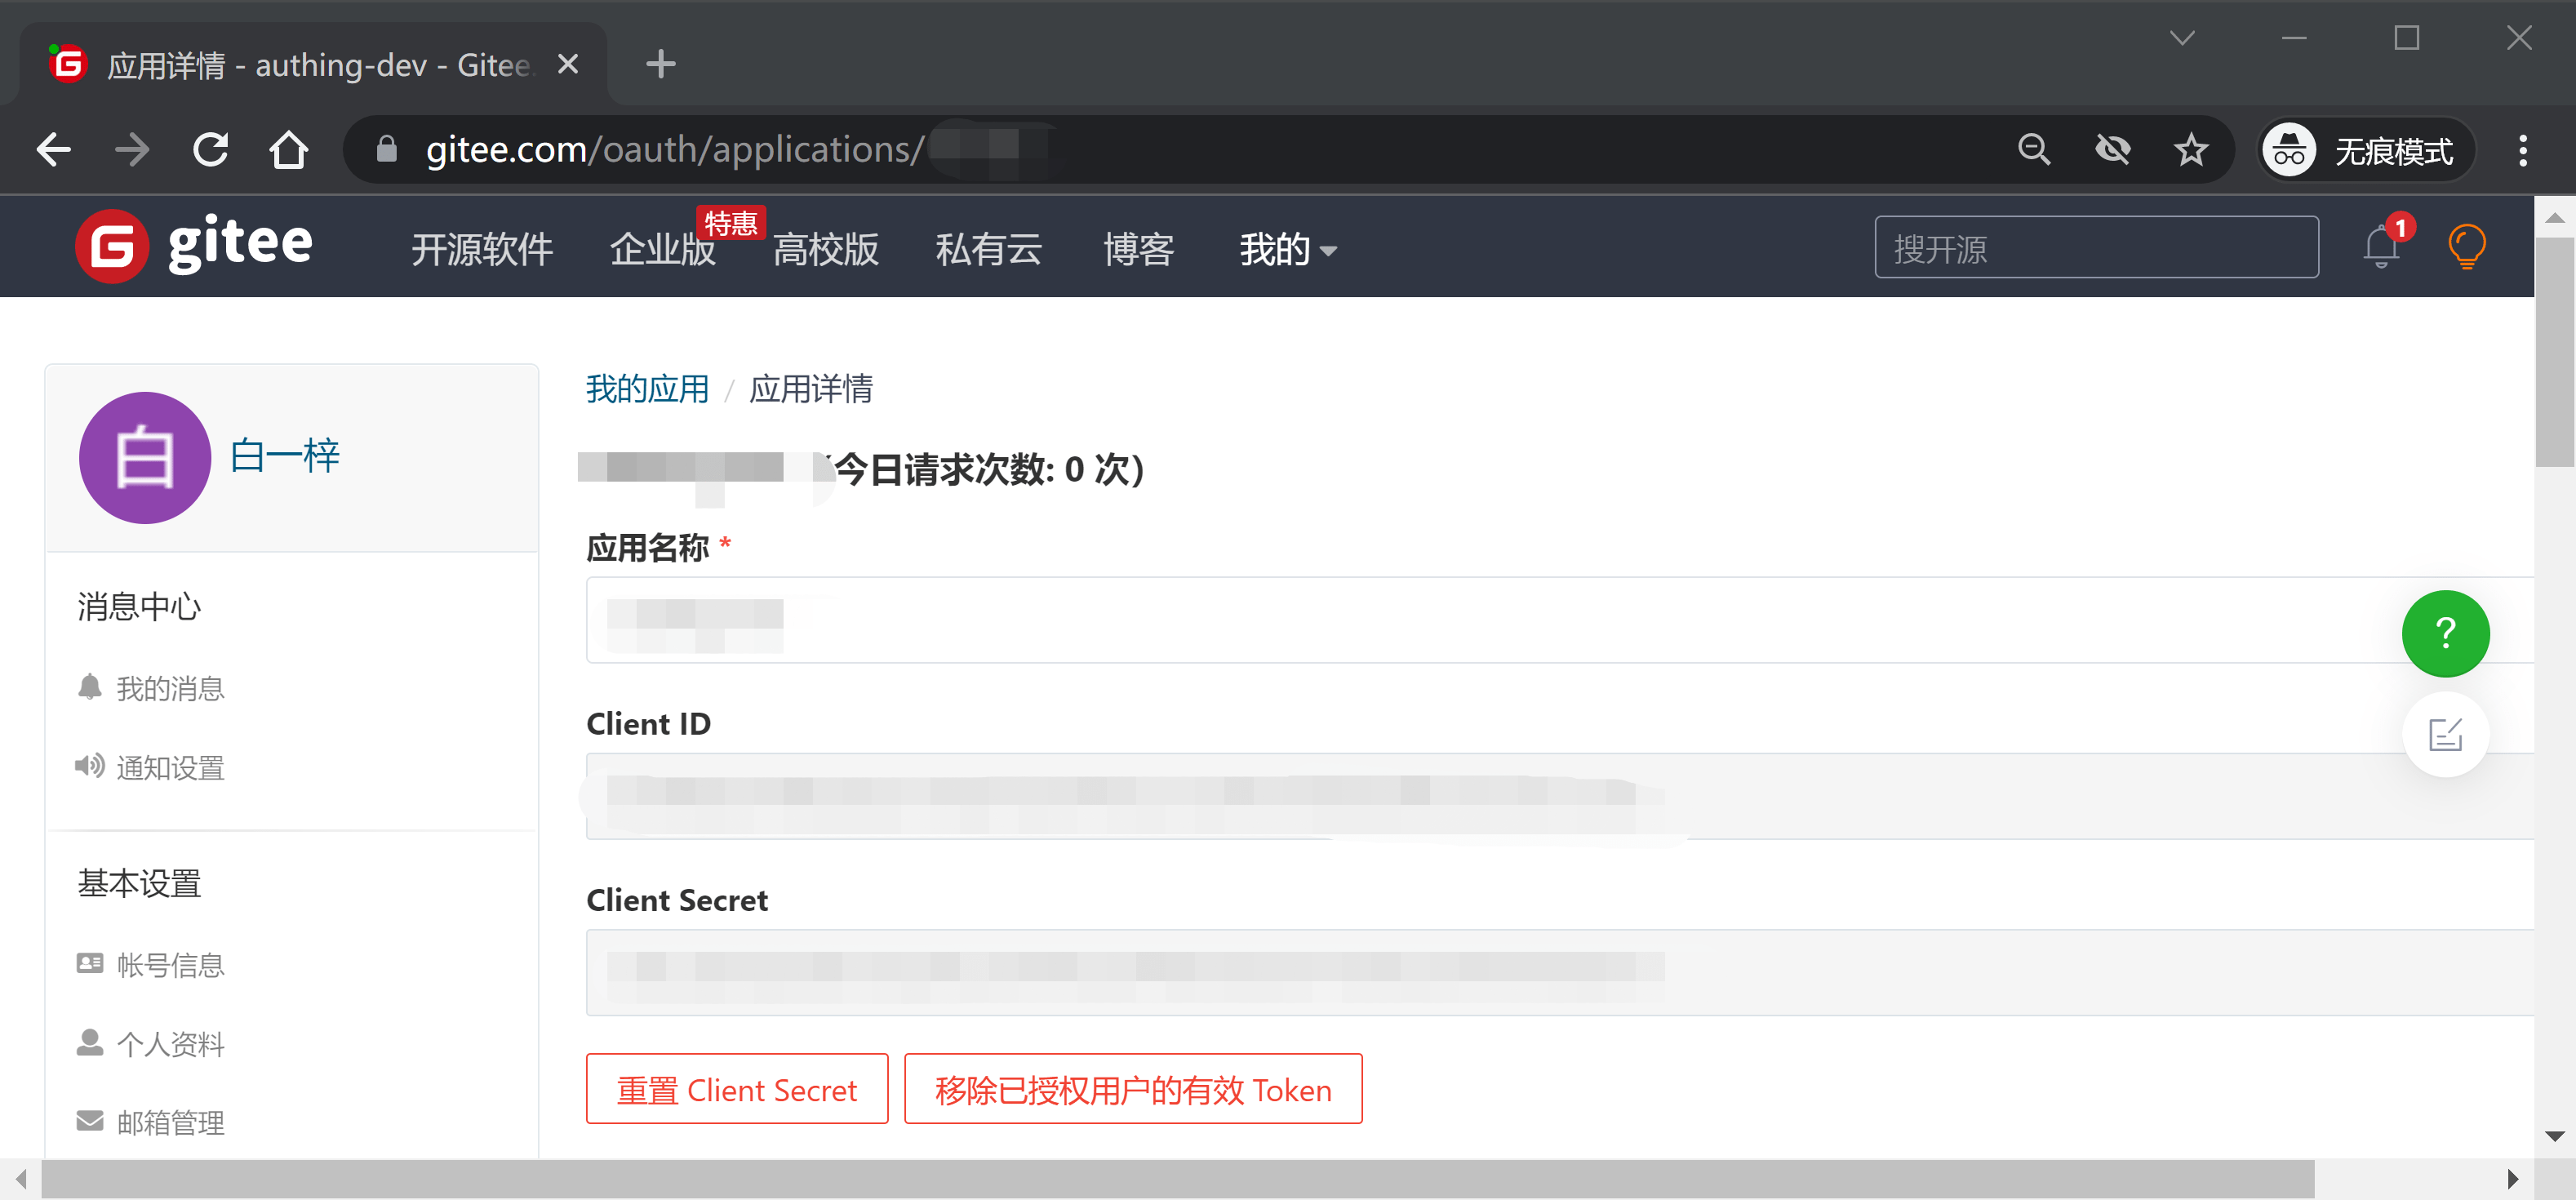 应用详情 - authing-dev - Gitee.
gitee.com/oauth/applications/
无痕模式
gitee
开源软件
企业版
特惠
高校版
私有云
博客
我的
搜开源
1
白
白一梓
消息中心
我的消息
通知设置
基本设置
帐号信息
个人资料
邮箱管理
我的应用 / 应用详情
(今日请求次数: 0 次)
应用名称 *
Client ID
Client Secret
重置 Client Secret
移除已授权用户的有效 Token
?